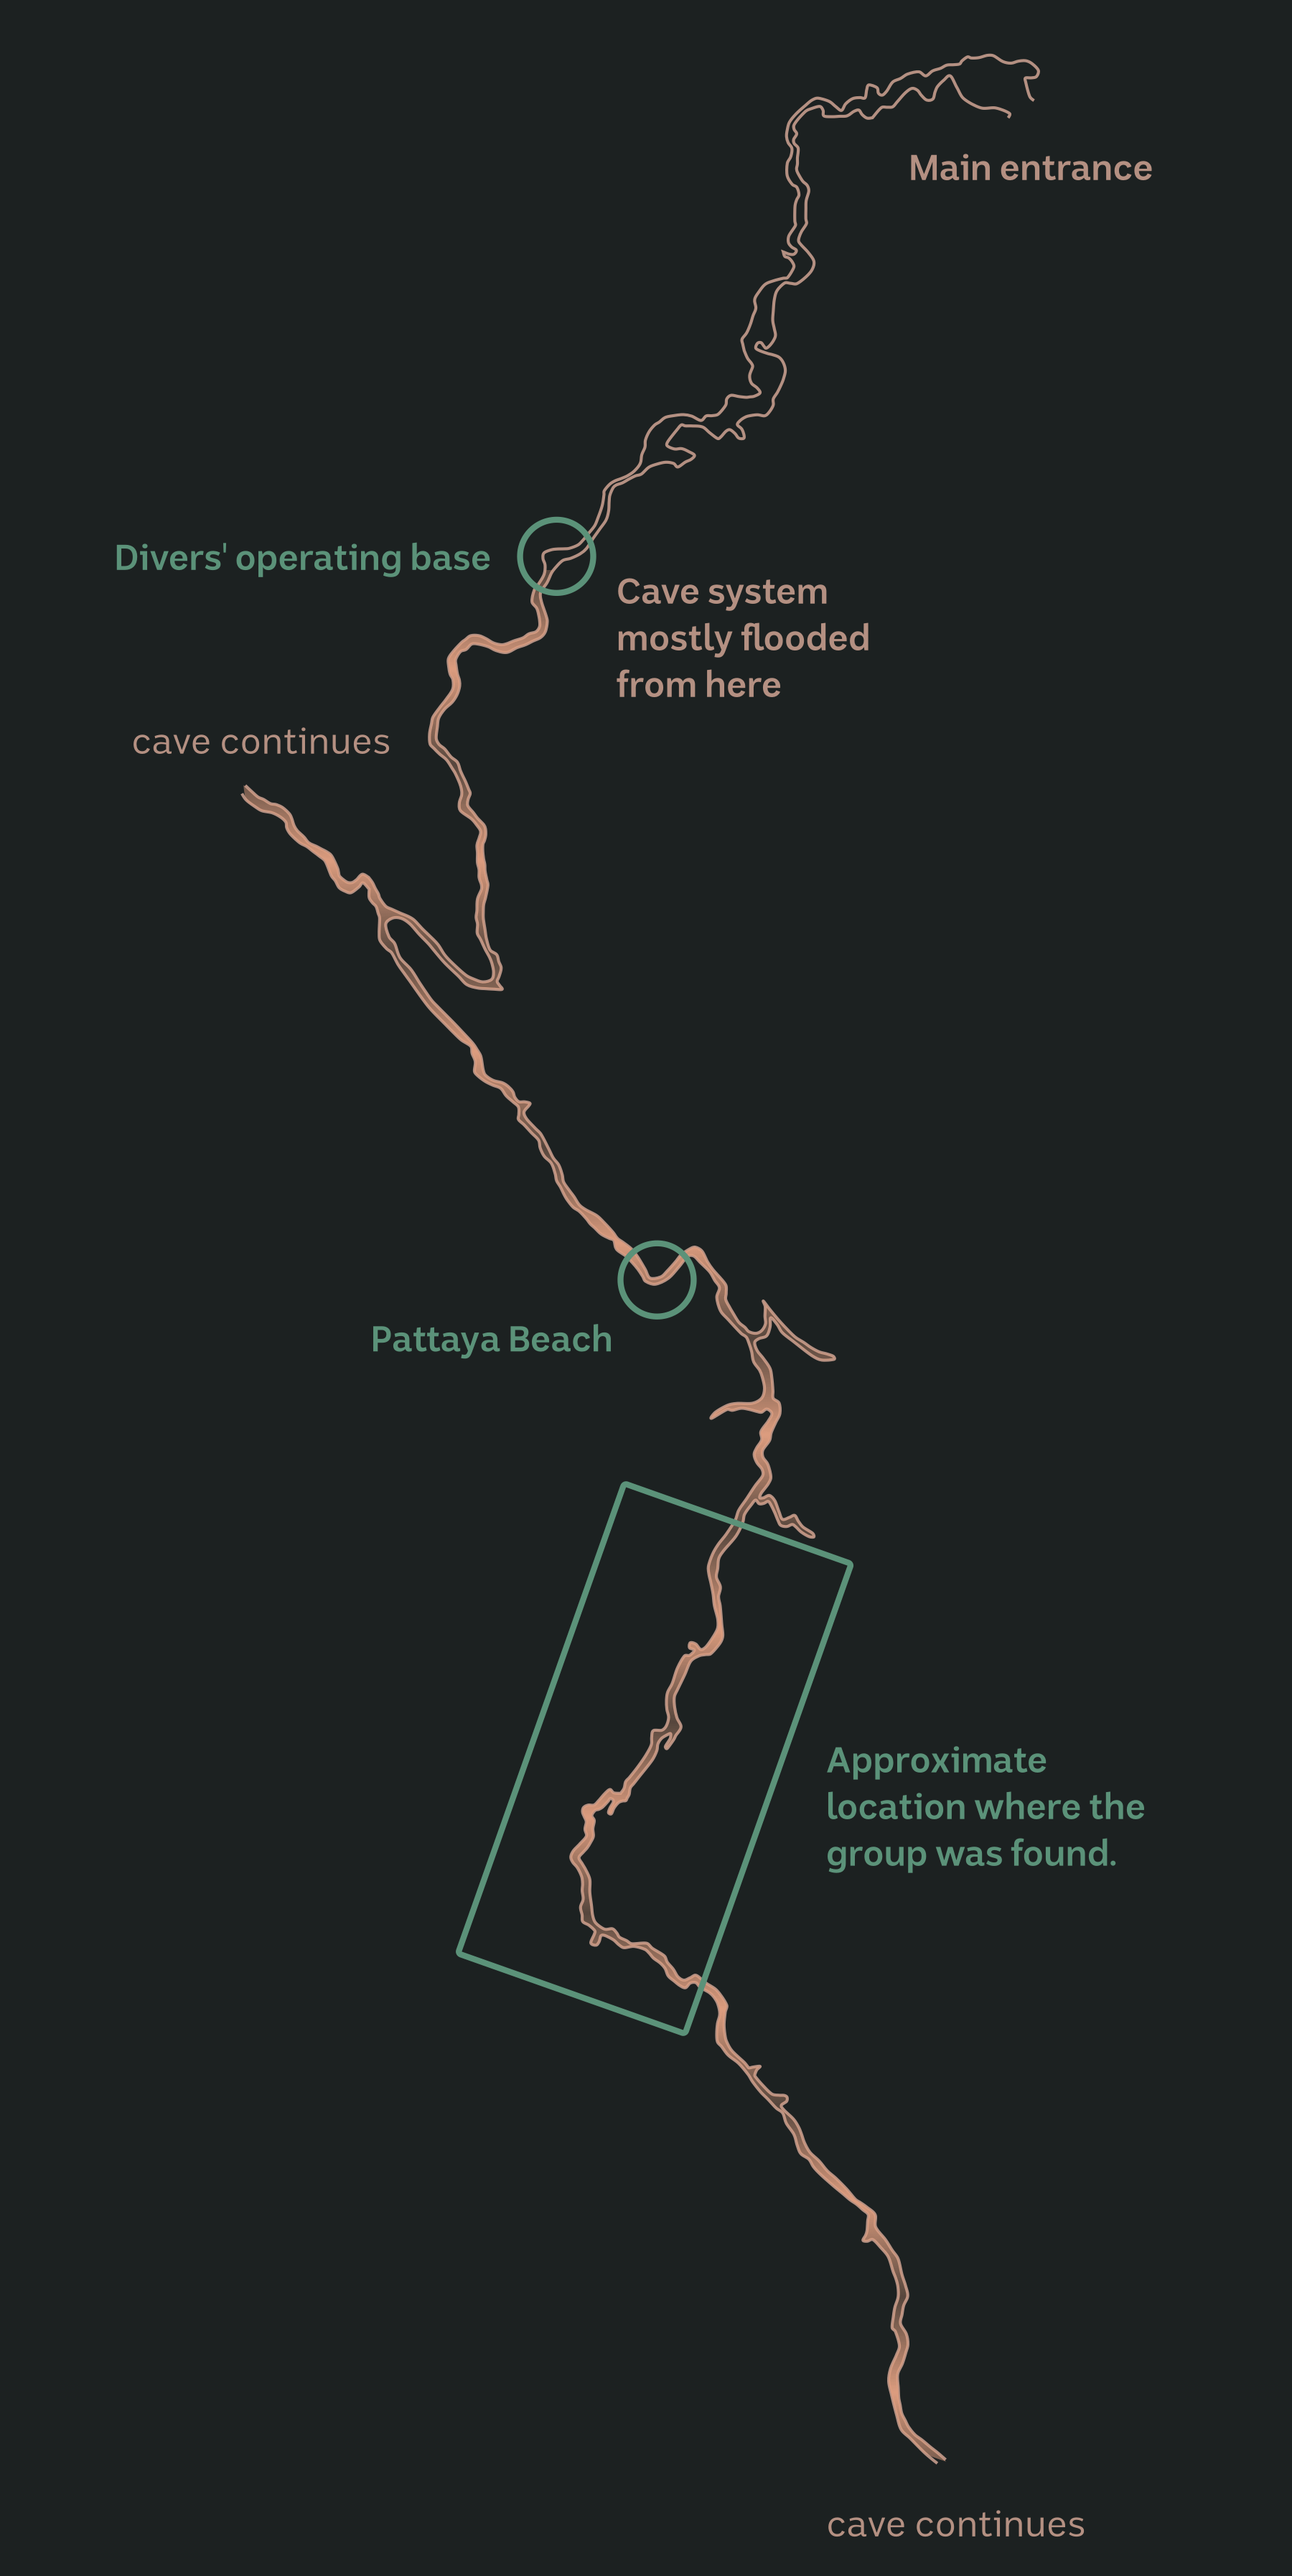 Main entrance
Divers' operating base
Cave system
mostly flooded
from here
cave continues
Pattaya Beach
Approximate
location where the
group was found.
cave continues